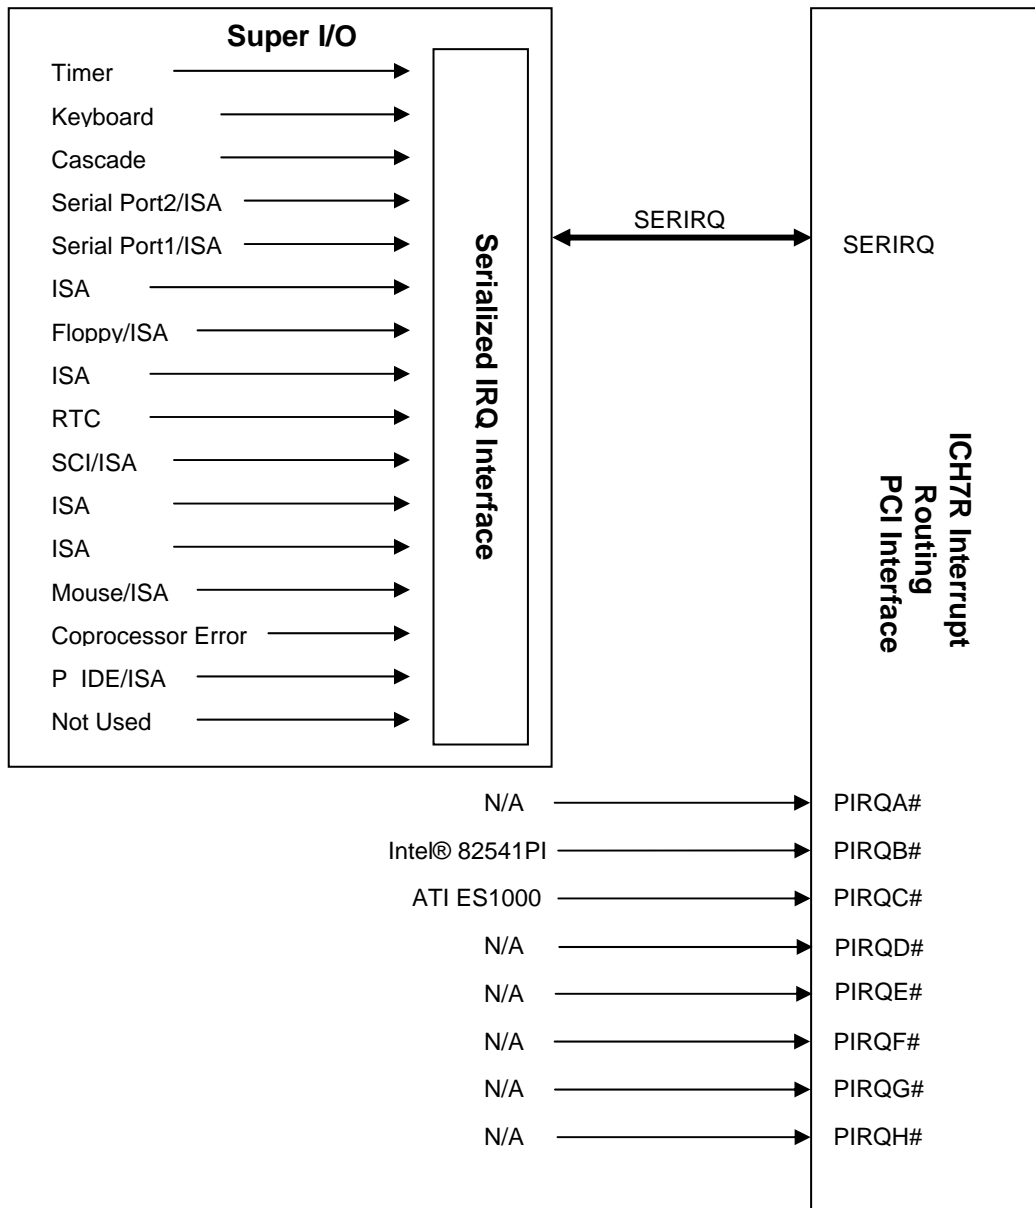 Super I/O
Timer
Keyboard
Cascade
Serial Port2/ISA
Serial Port1/ISA
ISA
Floppy/ISA
ISA
RTC
SCI/ISA
ISA
ISA
Mouse/ISA
Coprocessor Error
P IDE/ISA
Not Used
Serialized IRQ Interface
SERIRQ
SERIRQ
ICH7R Interrupt
Routing
PCI Interface
N/A PIRQA#
Intel® 82541PI PIRQB#
ATI ES1000 PIRQC#
N/A PIRQD#
N/A PIRQE#
N/A PIRQF#
N/A PIRQG#
N/A PIRQH#